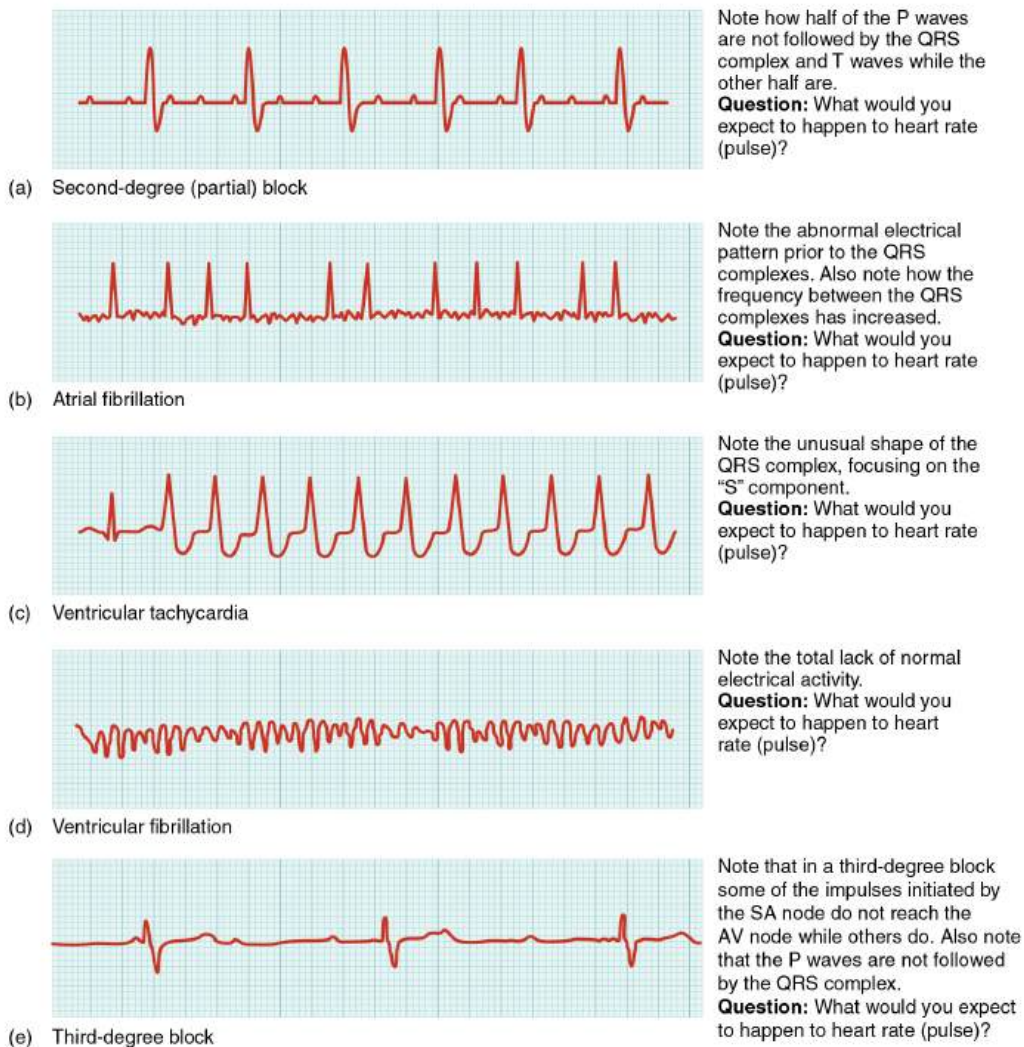 Note how half of the P waves
are not followed by the QRS
complex and T waves while the
other half are.
Question: What would you
expect to happen to heart rate
(pulse)?
(a) Second-degree (partial) block
Note the abnormal electrical
pattern prior to the QRS
complexes. Also note how the
frequency between the QRS
complexes has increased.
Question: What would you
expect to happen to heart rate
(pulse)?
(b) Atrial fibrillation
Note the unusual shape of the
QRS complex, focusing on the
“S” component.
Question: What would you
expect to happen to heart rate
(pulse)?
(c) Ventricular tachycardia
Note the total lack of normal
electrical activity.
Question: What would you
expect to happen to heart
rate (pulse)?
(d) Ventricular fibrillation
Note that in a third-degree block
some of the impulses initiated by
the SA node do not reach the
AV node while others do. Also note
that the P waves are not followed
by the QRS complex.
Question: What would you expect
to happen to heart rate (pulse)?
(e) Third-degree block